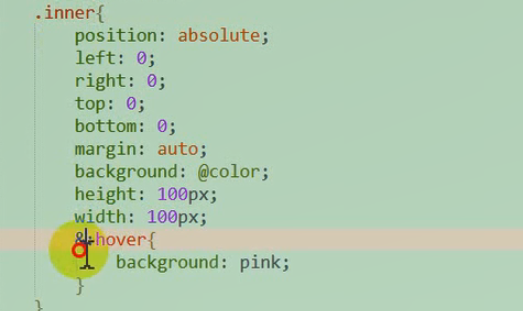 .inner{
position: absolute;
left: 0;
right: 0;
top: 0;
bottom: 0;
margin: auto;
background: @color;
height: 100px;
width: 100px;
&:hover{
background: pink;
}
}